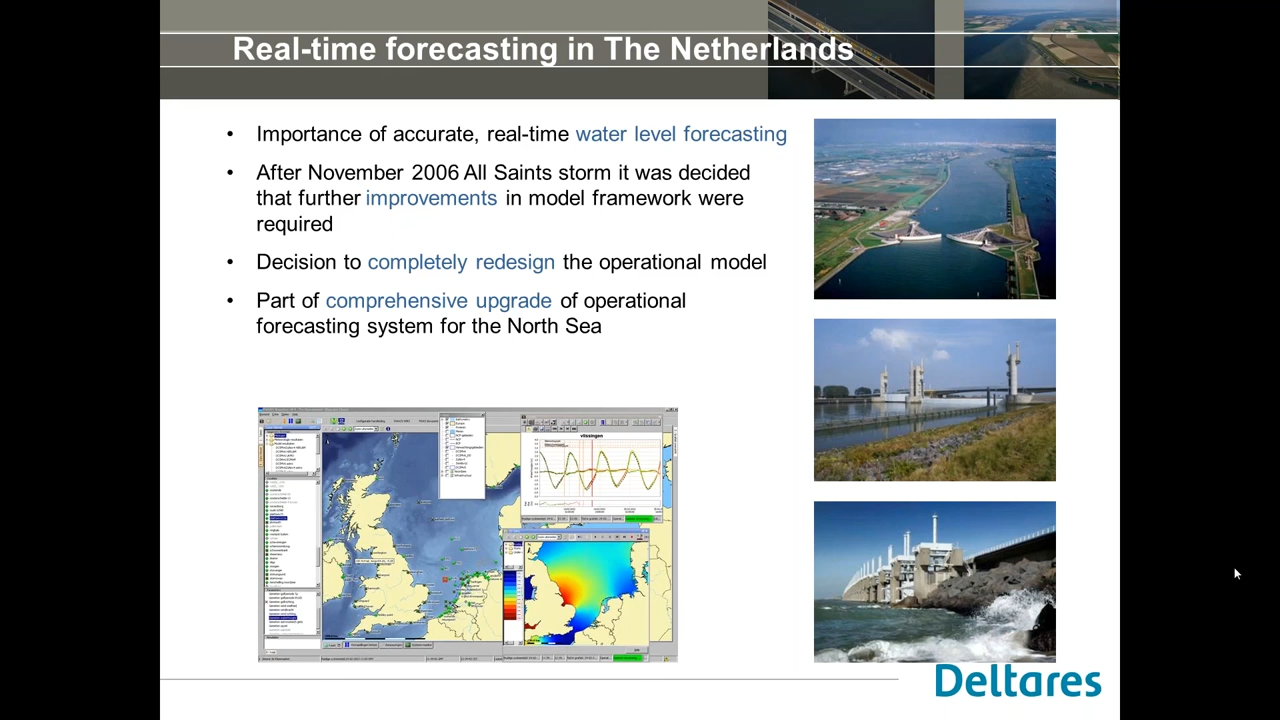 Real-time forecasting in The Netherlands
• Importance of accurate, real-time water level forecasting
• After November 2006 All Saints storm it was decided
that further improvements in model framework were
required
• Decision to completely redesign the operational model
• Part of comprehensive upgrade of operational
forecasting system for the North Sea
vlissingen
Deltares